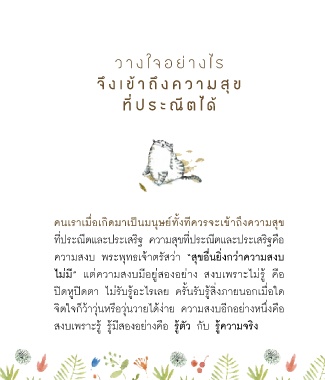 วางใจอย่างไร
จึงเข้าถึงความสุข
ที่ประณีตได้
คนเราเมื่อเกิดมาเป็นมนุษย์ทั้งทีควรจะเข้าถึงความสุข
ที่ประณีตและประเสริฐ ความสุขที่ประณีตและประเสริฐคือ
ความสงบ พระพุทธเจ้าตรัสว่า "สุขอื่นยิ่งกว่าความสงบ
ไม่มี" แต่ความสงบมีอยู่สองอย่าง สงบเพราะไม่รู้ คือ
ปิดหูปิดตา ไม่รับรู้อะไรเลย ครั้นรับรู้สิ่งภายนอกเมื่อใด
จิตใจก็ว้าวุ่นหรือวุ่นวายได้ง่าย ความสงบอีกอย่างหนึ่งคือ
สงบเพราะรู้ รู้มีสองอย่างคือ รู้ตัว กับ รู้ความจริง